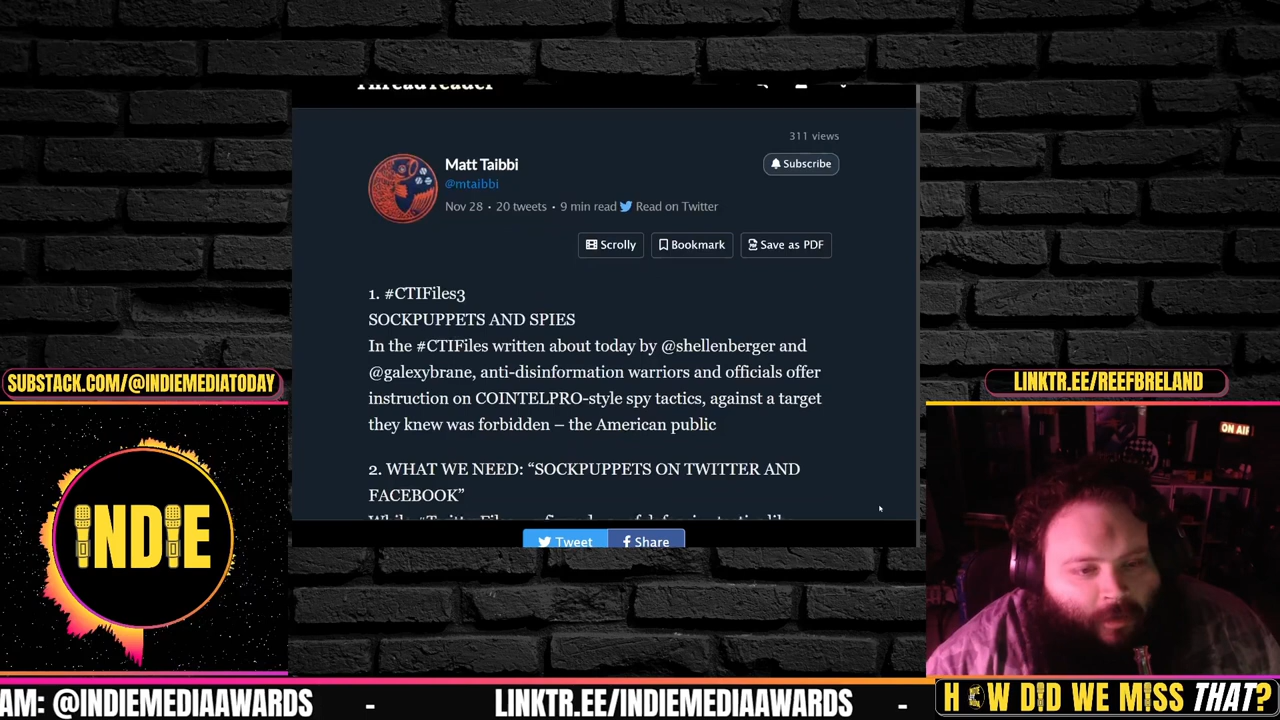 ThreadReader
311 views
Matt Taibbi
Subscribe
@mtaibbi
Nov 28 • 20 tweets • 9 min read Read on Twitter
Scrolly
Bookmark
Save as PDF
1. #CTIFiles3
SOCKPUPPETS AND SPIES
In the #CTIFiles written about today by @shellenberger and
@galexybrane, anti-disinformation warriors and officials offer
instruction on COINTELPRO-style spy tactics, against a target
they knew was forbidden – the American public
2. WHAT WE NEED: “SOCKPUPPETS ON TWITTER AND
FACEBOOK”
Tweet
Share
SUBSTACK.COM/@INDIEMEDIATODAY
INDIE
LINKTR.EE/REEFBRELAND
ON AIR
AM: @INDIEMEDIAAWARDS - LINKTR.EE/INDIEMEDIAAWARDS -
HOW DID WE MISS THAT?